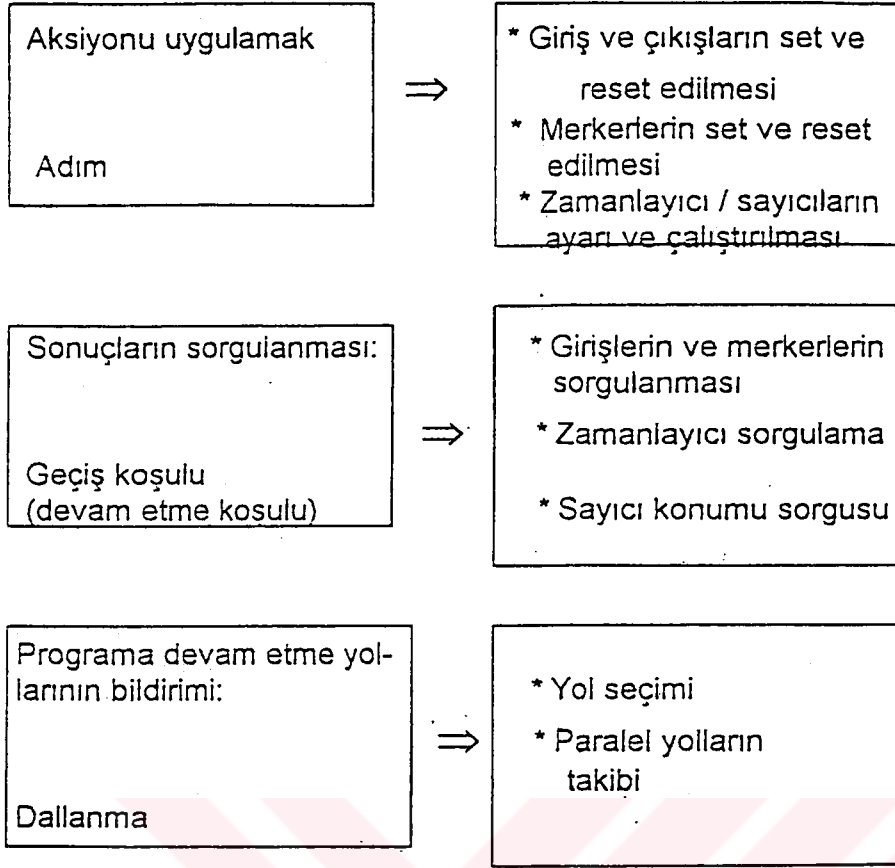 Aksiyonu uygulamak
Adım
* Giriş ve çıkışların set ve
reset edilmesi
* Merkerlerin set ve reset
edilmesi
* Zamanlayıcı / sayıcıların
ayarı ve çalıştırılması
Sonuçların sorgulanması:
Geçiş koşulu
(devam etme kosulu)
* Girişlerin ve merkerlerin
sorgulanması
* Zamanlayıcı sorgulama
* Sayıcı konumu sorgusu
Programa devam etme yol-
larının bildirimi:
Dallanma
* Yol seçimi
* Paralel yolların
takibi